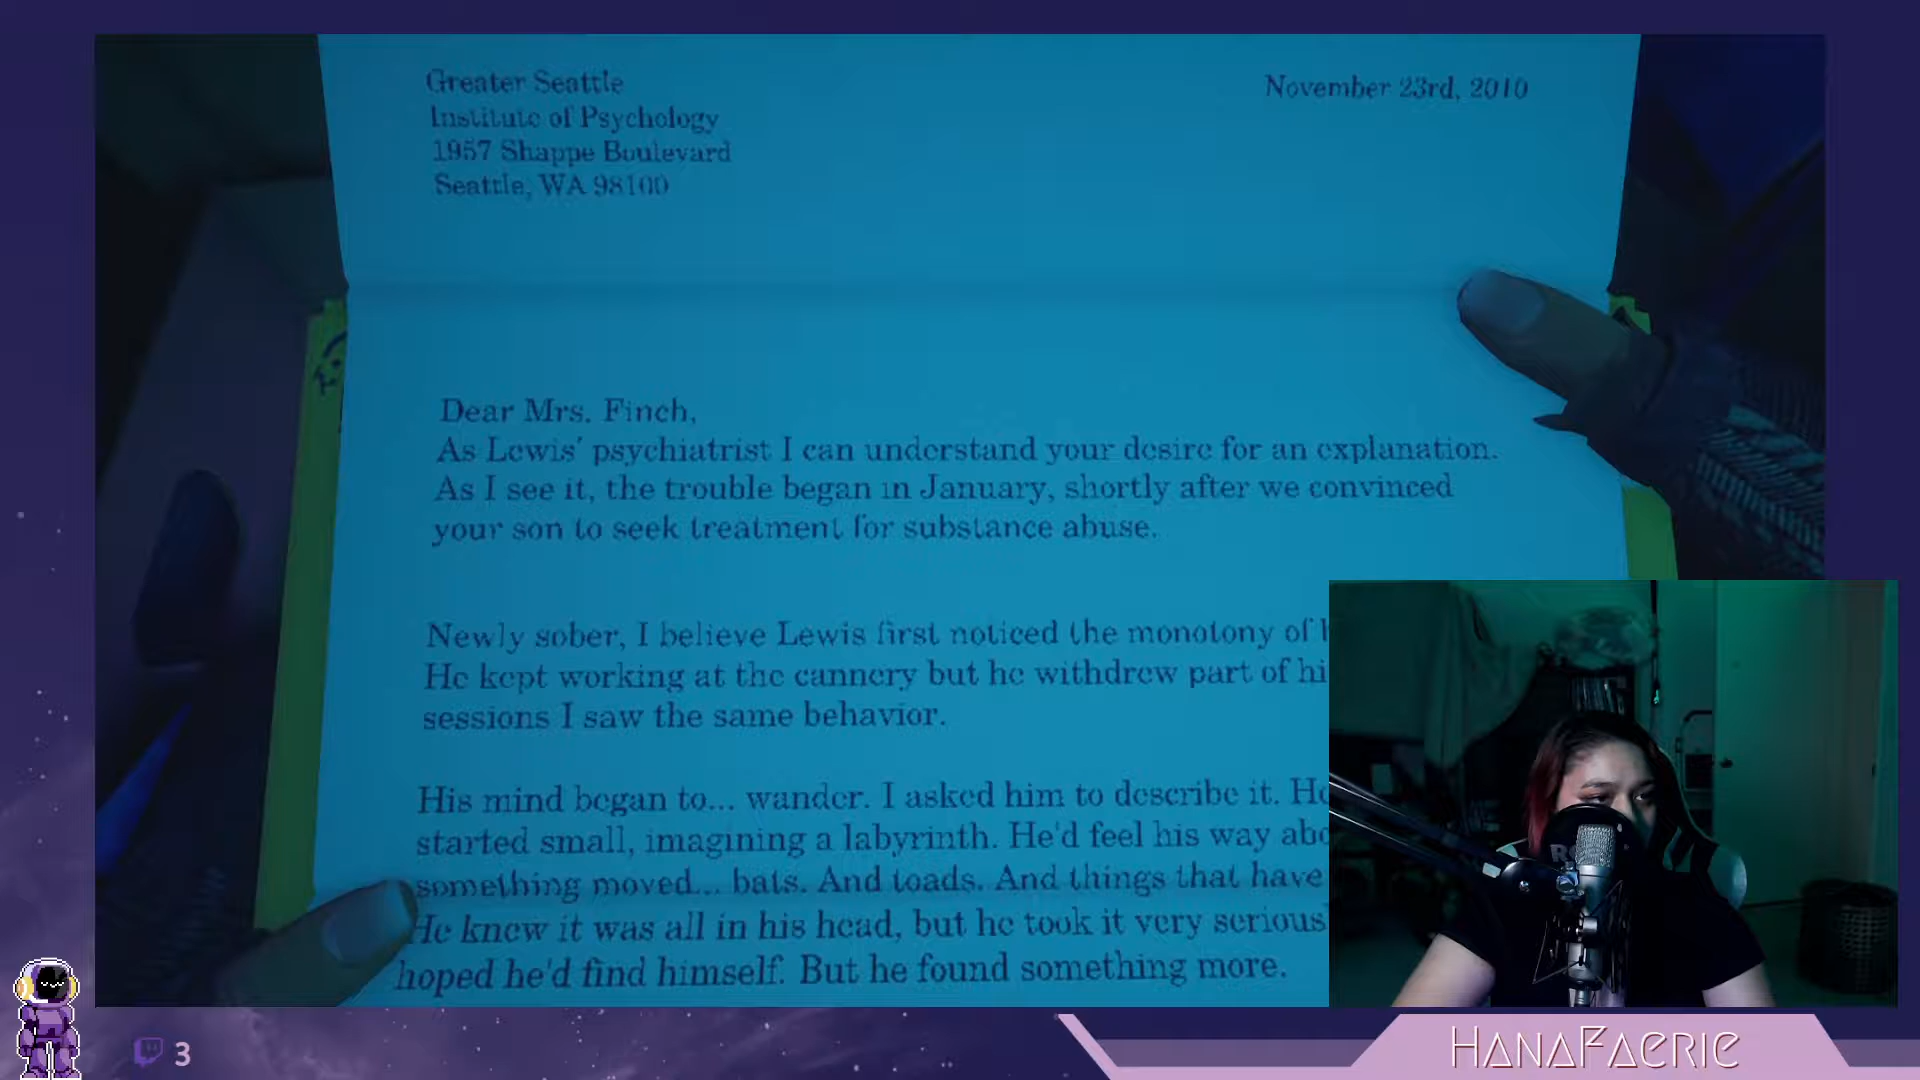 Greater Seattle
Institute of Psychology
1957 Shappe Boulevard
Seattle, WA 98100
November 23rd, 2010
Dear Mrs. Finch,
As Lewis' psychiatrist I can understand your desire for an explanation.
As I see it, the trouble began in January, shortly after we convinced
your son to seek treatment for substance abuse.
Newly sober, I believe Lewis first noticed the monotony of
He kept working at the cannery but he withdrew part of
sessions I saw the same behavior.
His mind began to... wander. I asked him to describe it. He
started small, imagining a labyrinth. He'd feel his way
something moved... bats. And toads. And things that have
He knew it was all in his head, but he took it very
hoped he'd find himself. But he found something more.
3
HANAFAERIE